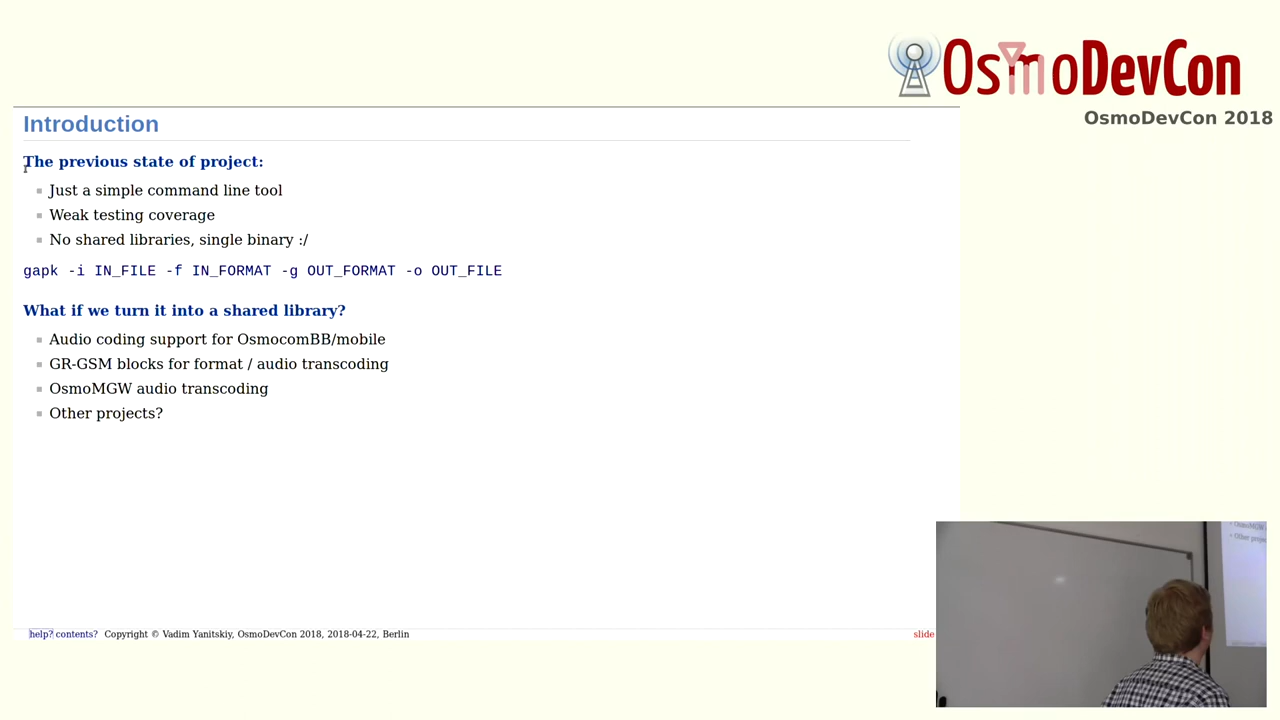 OsmoDevCon
OsmoDevCon 2018
Introduction
The previous state of project:
Just a simple command line tool
Weak testing coverage
No shared libraries, single binary :/
gapk -i IN_FILE -f IN_FORMAT -g OUT_FORMAT -o OUT_FILE
What if we turn it into a shared library?
Audio coding support for OsmocomBB/mobile
GR-GSM blocks for format / audio transcoding
OsmoMGW audio transcoding
Other projects?
OsmoMGW
Other proje
help? contents? Copyright © Vadim Yanitskiy, OsmoDevCon 2018, 2018-04-22, Berlin
slide